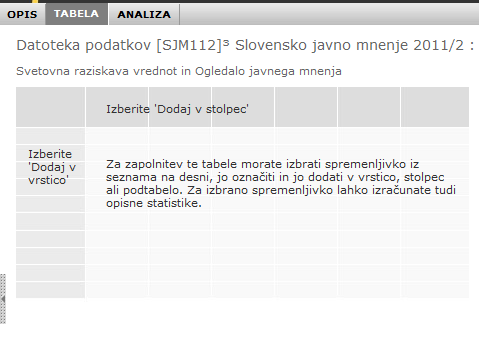 OPIS TABELA ANALIZA
Datoteka podatkov [SJM112]³ Slovensko javno mnenje 2011/2 :
Svetovna raziskava vrednot in Ogledalo javnega mnenja
Izberite 'Dodaj v stolpec'
Izberite
'Dodaj v
vrstico'
Za zapolnitev te tabele morate izbrati spremenljivko iz
seznama na desni, jo označiti in jo dodati v vrstico, stolpec
ali podtabelo. Za izbrano spremenljivko lahko izračunate tudi
opisne statistike.